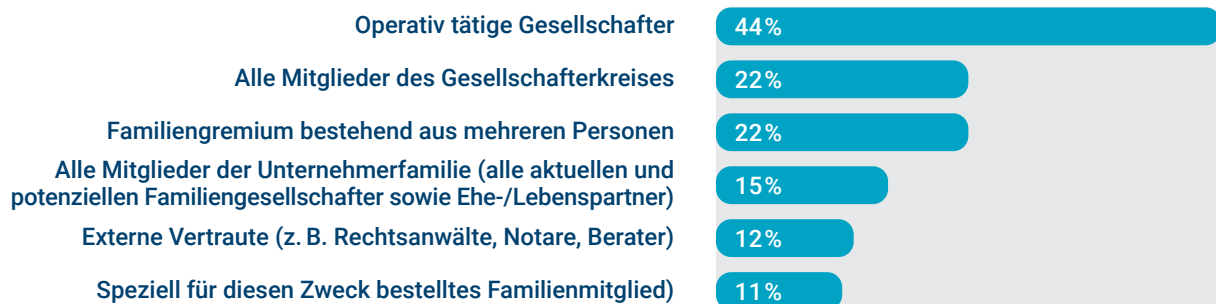 Operativ tätige Gesellschafter 44%
Alle Mitglieder des Gesellschafterkreises 22%
Familiengremium bestehend aus mehreren Personen 22%
Alle Mitglieder der Unternehmerfamilie (alle aktuellen und
potenziellen Familiengesellschafter sowie Ehe-/Lebenspartner) 15%
Externe Vertraute (z. B. Rechtsanwälte, Notare, Berater) 12%
Speziell für diesen Zweck bestelltes Familienmitglied) 11%